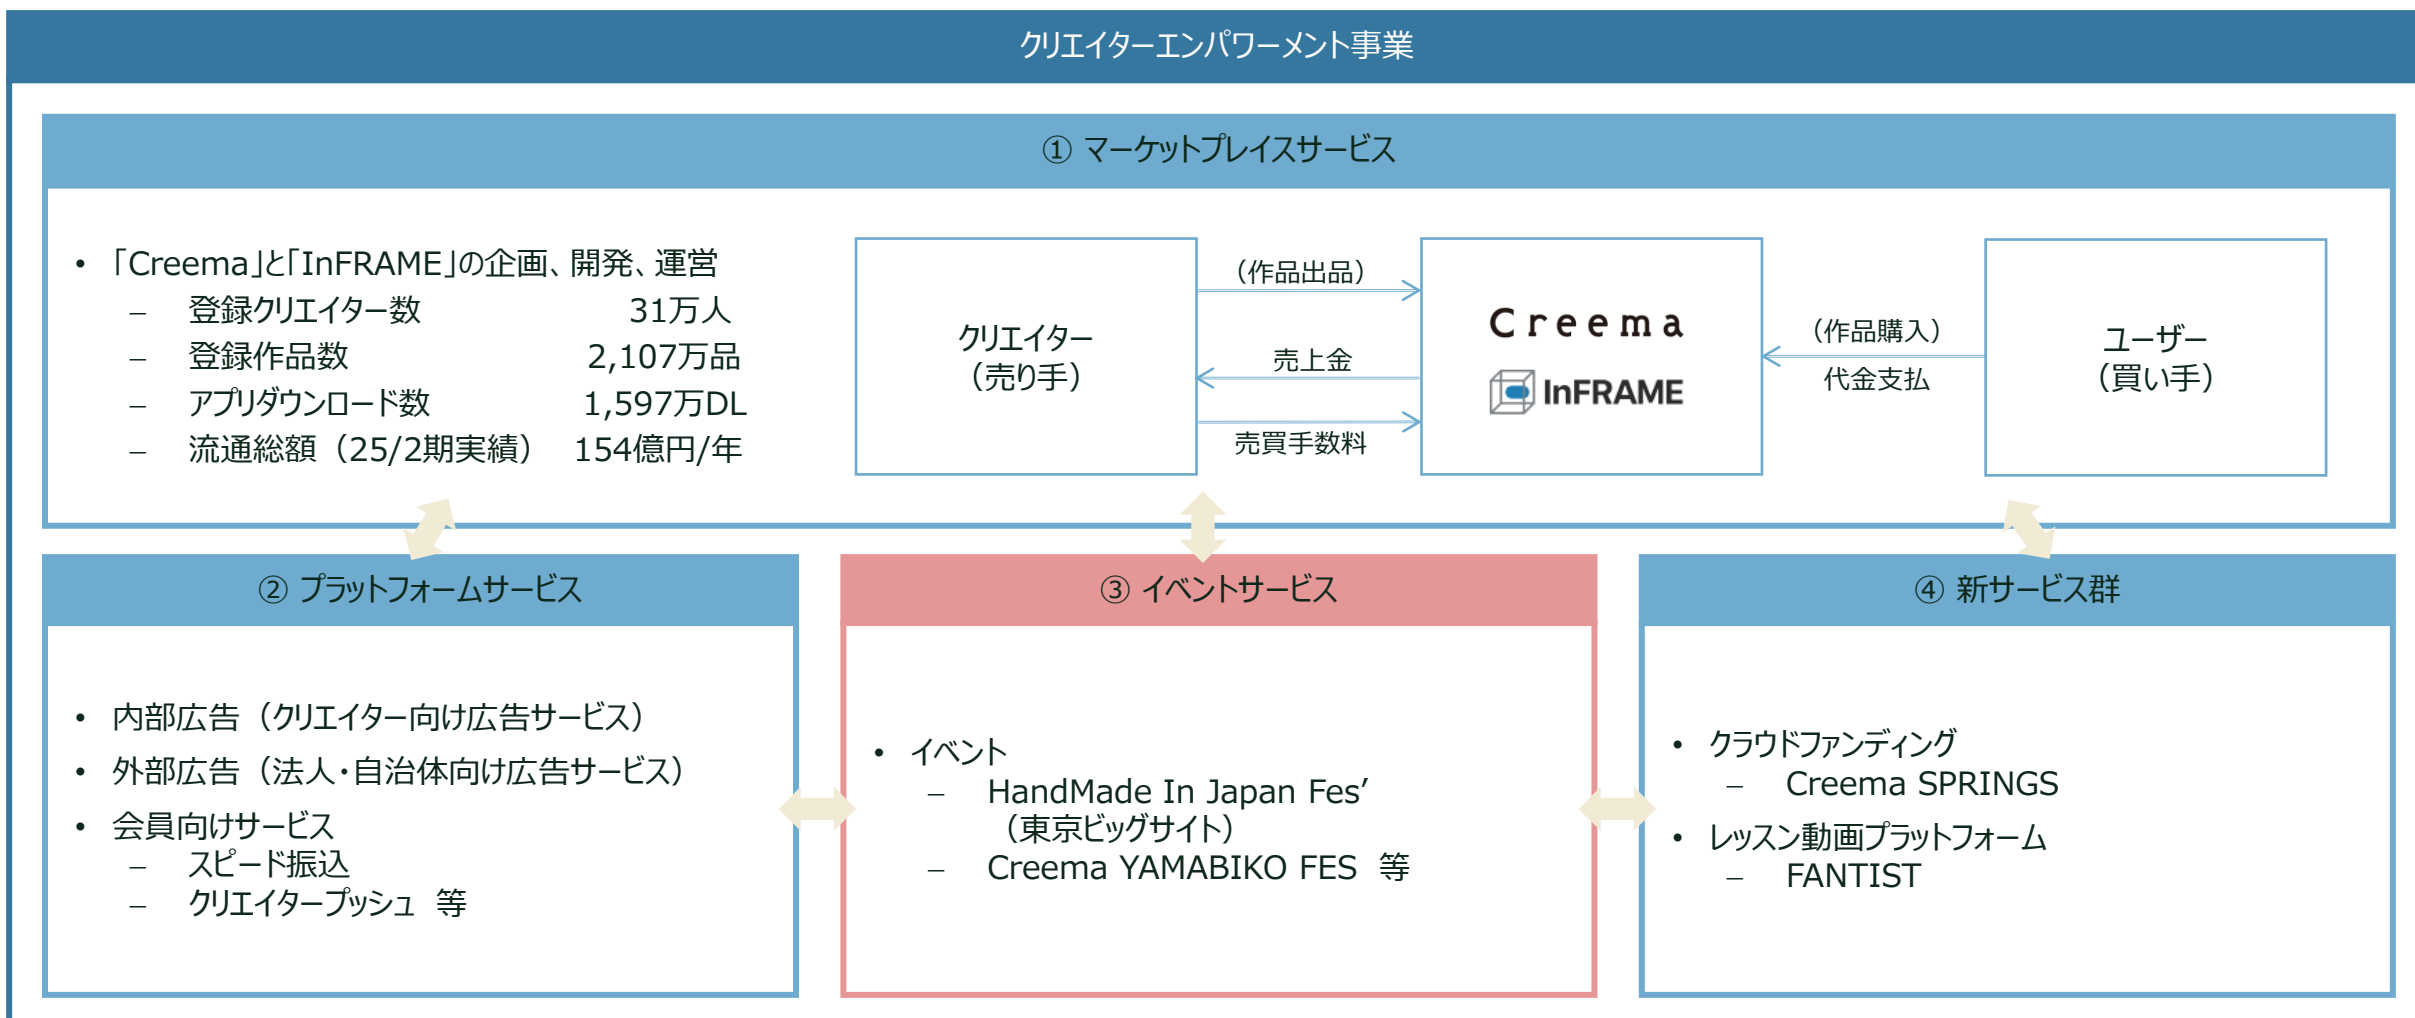 クリエイターエンパワーメント事業
① マーケットプレイスサービス
• 「Creema」と「InFRAME」の企画、開発、運営
– 登録クリエイター数 31万人
– 登録作品数 2,107万品
– アプリダウンロード数 1,597万DL
– 流通総額（25/2期実績） 154億円/年
クリエイター
（売り手）
（作品出品）
売上金
売買手数料
Creema
InFRAME
（作品購入）
代金支払
ユーザー
（買い手）
② プラットフォームサービス
• 内部広告（クリエイター向け広告サービス）
• 外部広告（法人・自治体向け広告サービス）
• 会員向けサービス
– スピード振込
– クリエイタープッシュ 等
③ イベントサービス
• イベント
– HandMade In Japan Fes’
（東京ビッグサイト）
– Creema YAMABIKO FES 等
④ 新サービス群
• クラウドファンディング
– Creema SPRINGS
• レッスン動画プラットフォーム
– FANTIST